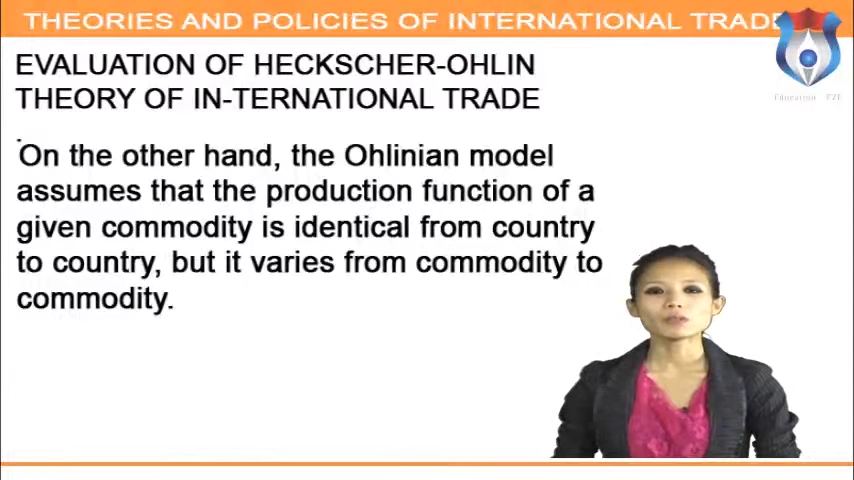 THEORIES AND POLICIES OF INTERNATIONAL TRADE
EVALUATION OF HECKSCHER-OHLIN
THEORY OF IN-TERNATIONAL TRADE
On the other hand, the Ohlinian model
assumes that the production function of a
given commodity is identical from country
to country, but it varies from commodity to
commodity.